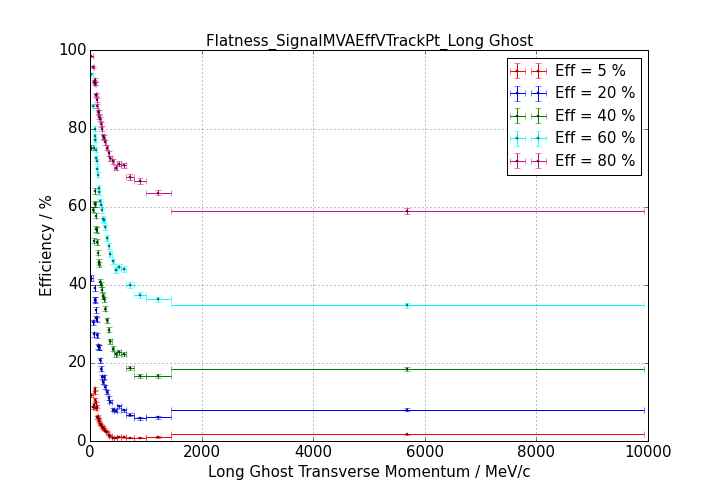 Flatness_SignalMVAEffVTrackPt_Long Ghost
100
80
60
40
20
0
Efficiency / %
Eff = 5 %
Eff = 20 %
Eff = 40 %
Eff = 60 %
Eff = 80 %
0 2000 4000 6000 8000 10000
Long Ghost Transverse Momentum / MeV/c